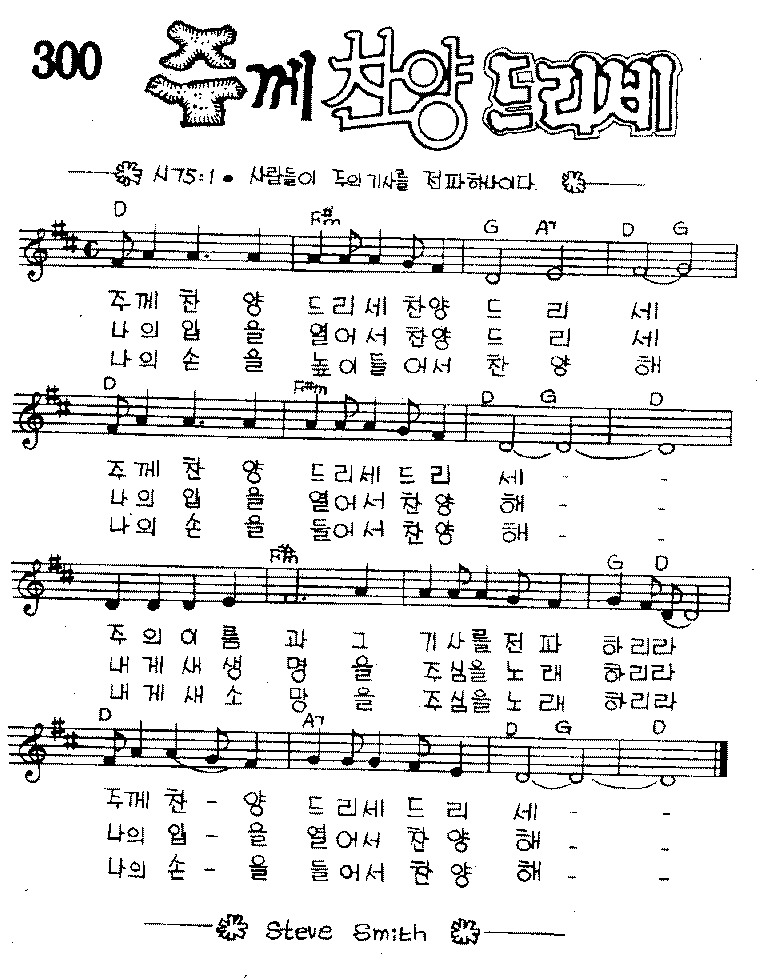 300 주께 찬양 드리세
시75:1 • 사람들이 주의기사를 전파하나이다.
D F#m G A7 D G
주께 찬 양 드리세 찬양 드 리 세
나의 입 을 열어서 찬양 드 리 세
나의 손 을 높이들 어서 찬 양 해
D F#m D G D
주께 찬 양 드리세 드 리 세 - -
나의 입 을 열어서 찬 양 해 - -
나의 손 을 들어서 찬 양 해 - -
F#m G D
주 의 이 름 과 그 기사를 전 파 하리라
내 게 새 생 명 을 주심을 노 래 하리라
내 게 새 소 망 을 주심을 노 래 하리라
D A7 D G D
주께 찬 - 양 드 리세 드 리 세 - -
나의 입 - 을 열어서 찬 양 해 - -
나의 손 - 을 들어서 찬 양 해 - -
Steve Smith